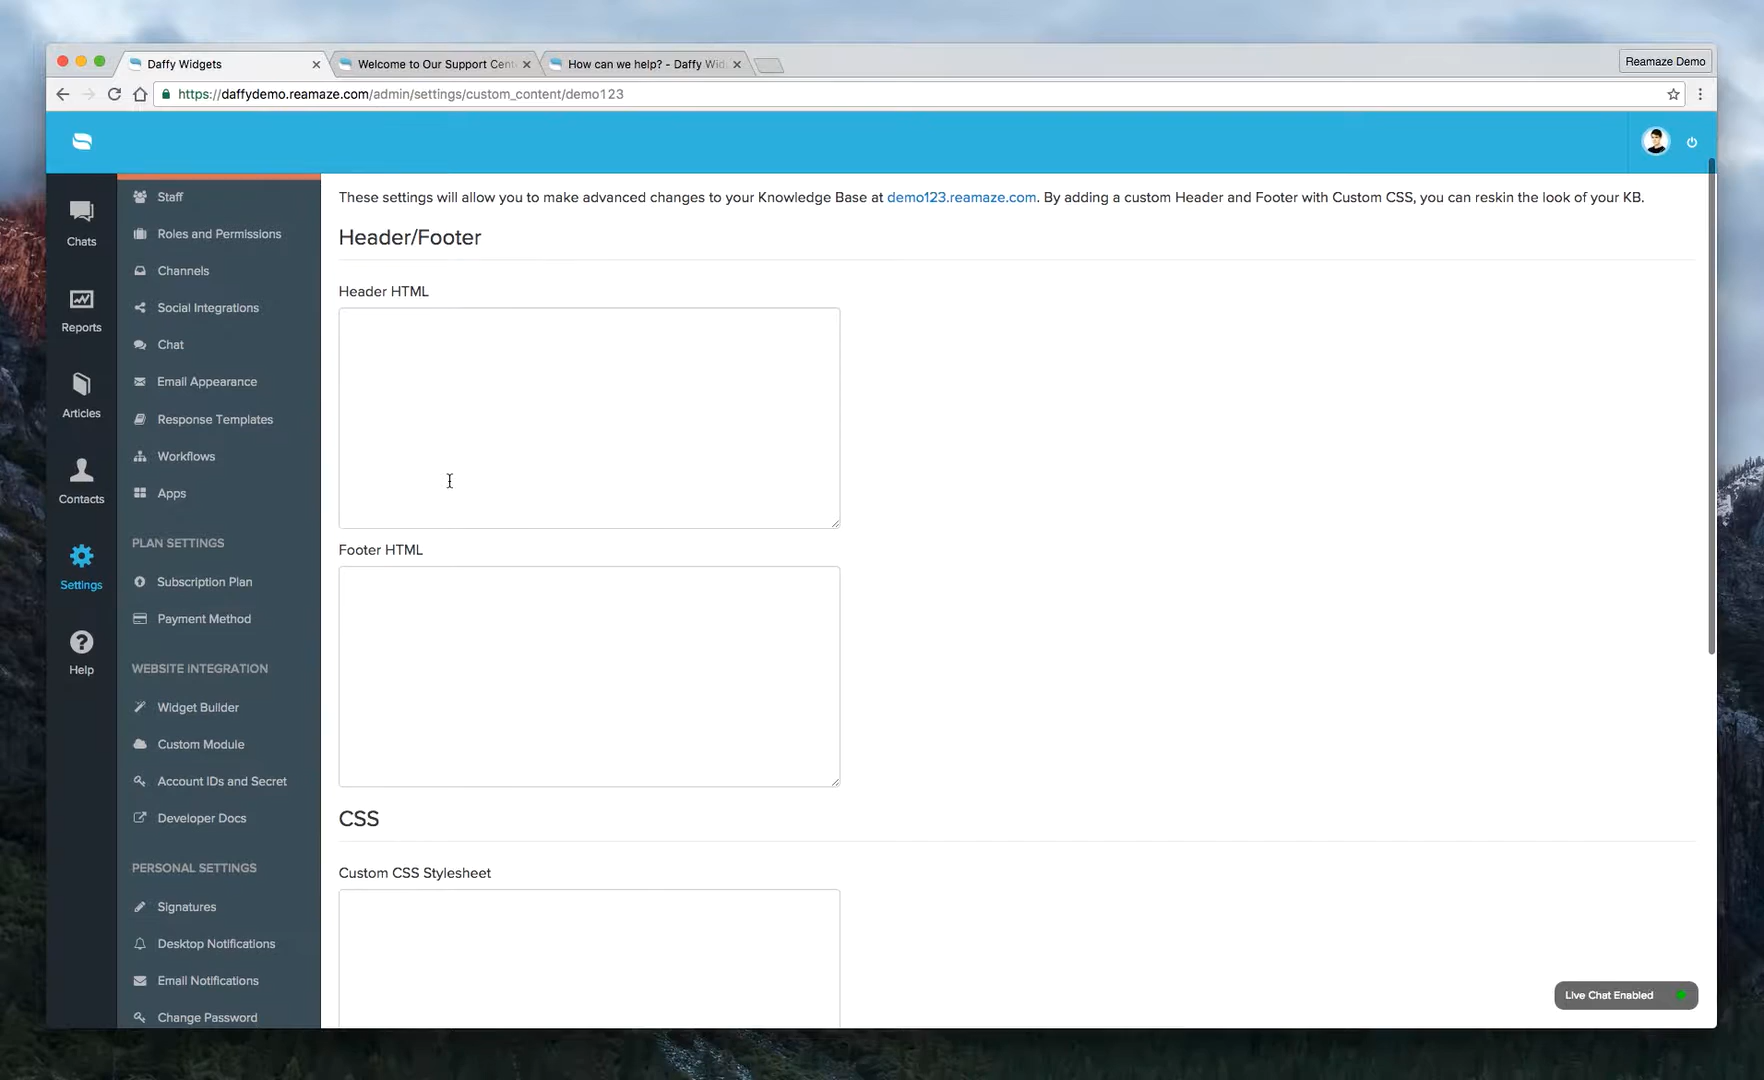 Daffy Widgets
Welcome to Our Support Cent
How can we help? - Daffy Wid
Reamaze Demo
https://daffydemo.reamaze.com/admin/settings/custom_content/demo123
Chats
Reports
Articles
Contacts
Settings
Help
Staff
Roles and Permissions
Channels
Social Integrations
Chat
Email Appearance
Response Templates
Workflows
Apps
PLAN SETTINGS
Subscription Plan
Payment Method
WEBSITE INTEGRATION
Widget Builder
Custom Module
Account IDs and Secret
Developer Docs
PERSONAL SETTINGS
Signatures
Desktop Notifications
Email Notifications
Change Password
These settings will allow you to make advanced changes to your Knowledge Base at demo123.reamaze.com. By adding a custom Header and Footer with Custom CSS, you can reskin the look of your KB.
Header/Footer
Header HTML
Footer HTML
CSS
Custom CSS Stylesheet
Live Chat Enabled